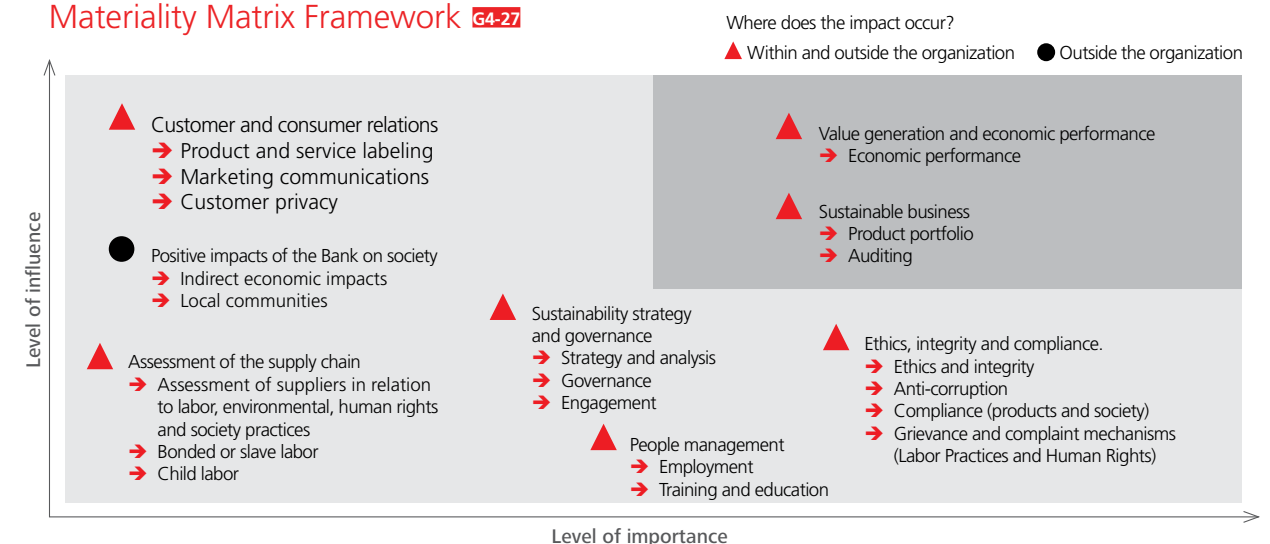 Materiality Matrix Framework G4-27
Where does the impact occur?
Within and outside the organization
Outside the organization
Level of influence
Customer and consumer relations
Product and service labeling
Marketing communications
Customer privacy
Positive impacts of the Bank on society
Indirect economic impacts
Local communities
Assessment of the supply chain
Assessment of suppliers in relation
to labor, environmental, human rights
and society practices
Bonded or slave labor
Child labor
Sustainability strategy
and governance
Strategy and analysis
Governance
Engagement
People management
Employment
Training and education
Value generation and economic performance
Economic performance
Sustainable business
Product portfolio
Auditing
Ethics, integrity and compliance.
Ethics and integrity
Anti-corruption
Compliance (products and society)
Grievance and complaint mechanisms
(Labor Practices and Human Rights)
Level of importance